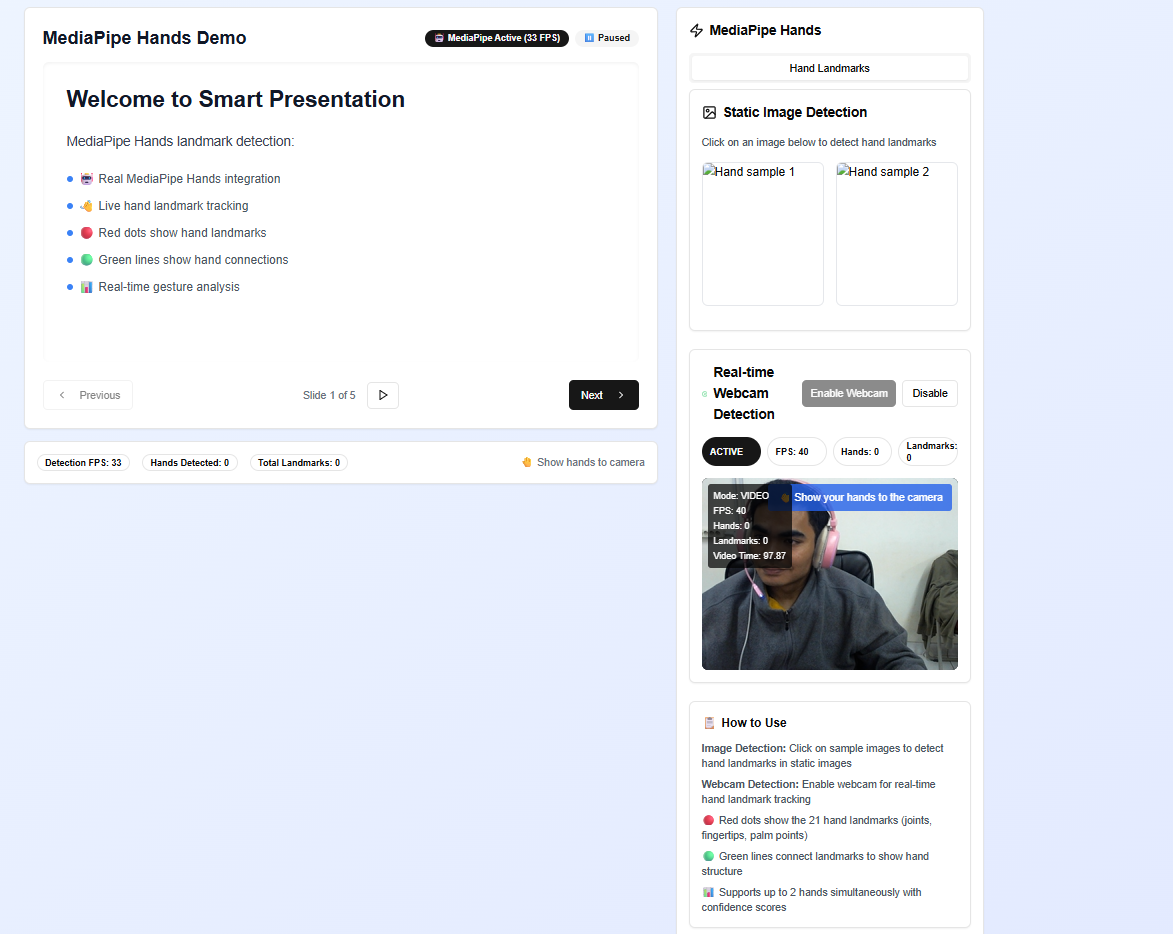 MediaPipe Hands Demo
MediaPipe Active (33 FPS)
Paused
Welcome to Smart Presentation
MediaPipe Hands landmark detection:
Real MediaPipe Hands integration
Live hand landmark tracking
Red dots show hand landmarks
Green lines show hand connections
Real-time gesture analysis
Previous
Slide 1 of 5
Next
Detection FPS: 33
Hands Detected: 0
Total Landmarks: 0
Show hands to camera
MediaPipe Hands
Hand Landmarks
Static Image Detection
Click on an image below to detect hand landmarks
Hand sample 1
Hand sample 2
Real-time
Webcam
Detection
Enable Webcam
Disable
ACTIVE
FPS: 40
Hands: 0
Landmarks:
0
Mode: VIDEO
FPS: 40
Hands: 0
Landmarks: 0
Video Time: 97.87
Show your hands to the camera
How to Use
Image Detection: Click on sample images to detect
hand landmarks in static images
Webcam Detection: Enable webcam for real-time
hand landmark tracking
Red dots show the 21 hand landmarks (joints,
fingertips, palm points)
Green lines connect landmarks to show hand
structure
Supports up to 2 hands simultaneously with
confidence scores